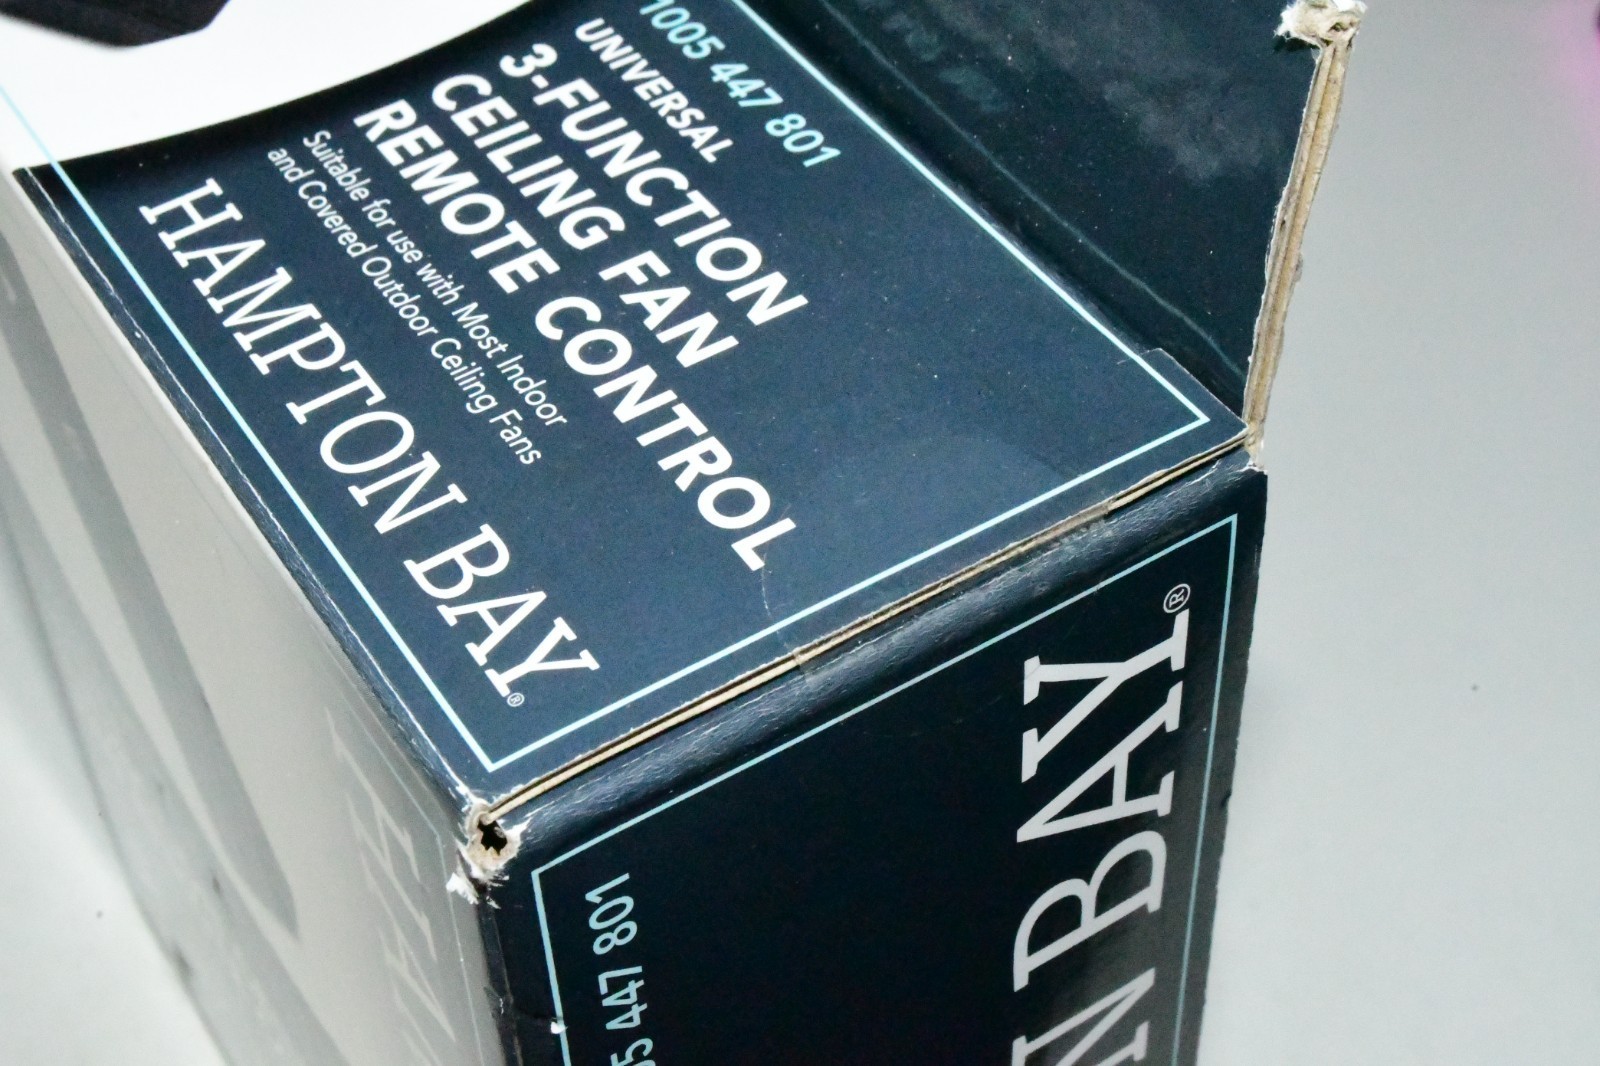 1005 447 801
UNIVERSAL
3-FUNCTION
CEILING FAN
REMOTE CONTROL
Suitable for use with Most Indoor
and Covered Outdoor Ceiling Fans
HAMPTON BAY®
05 447 801
N BAY®